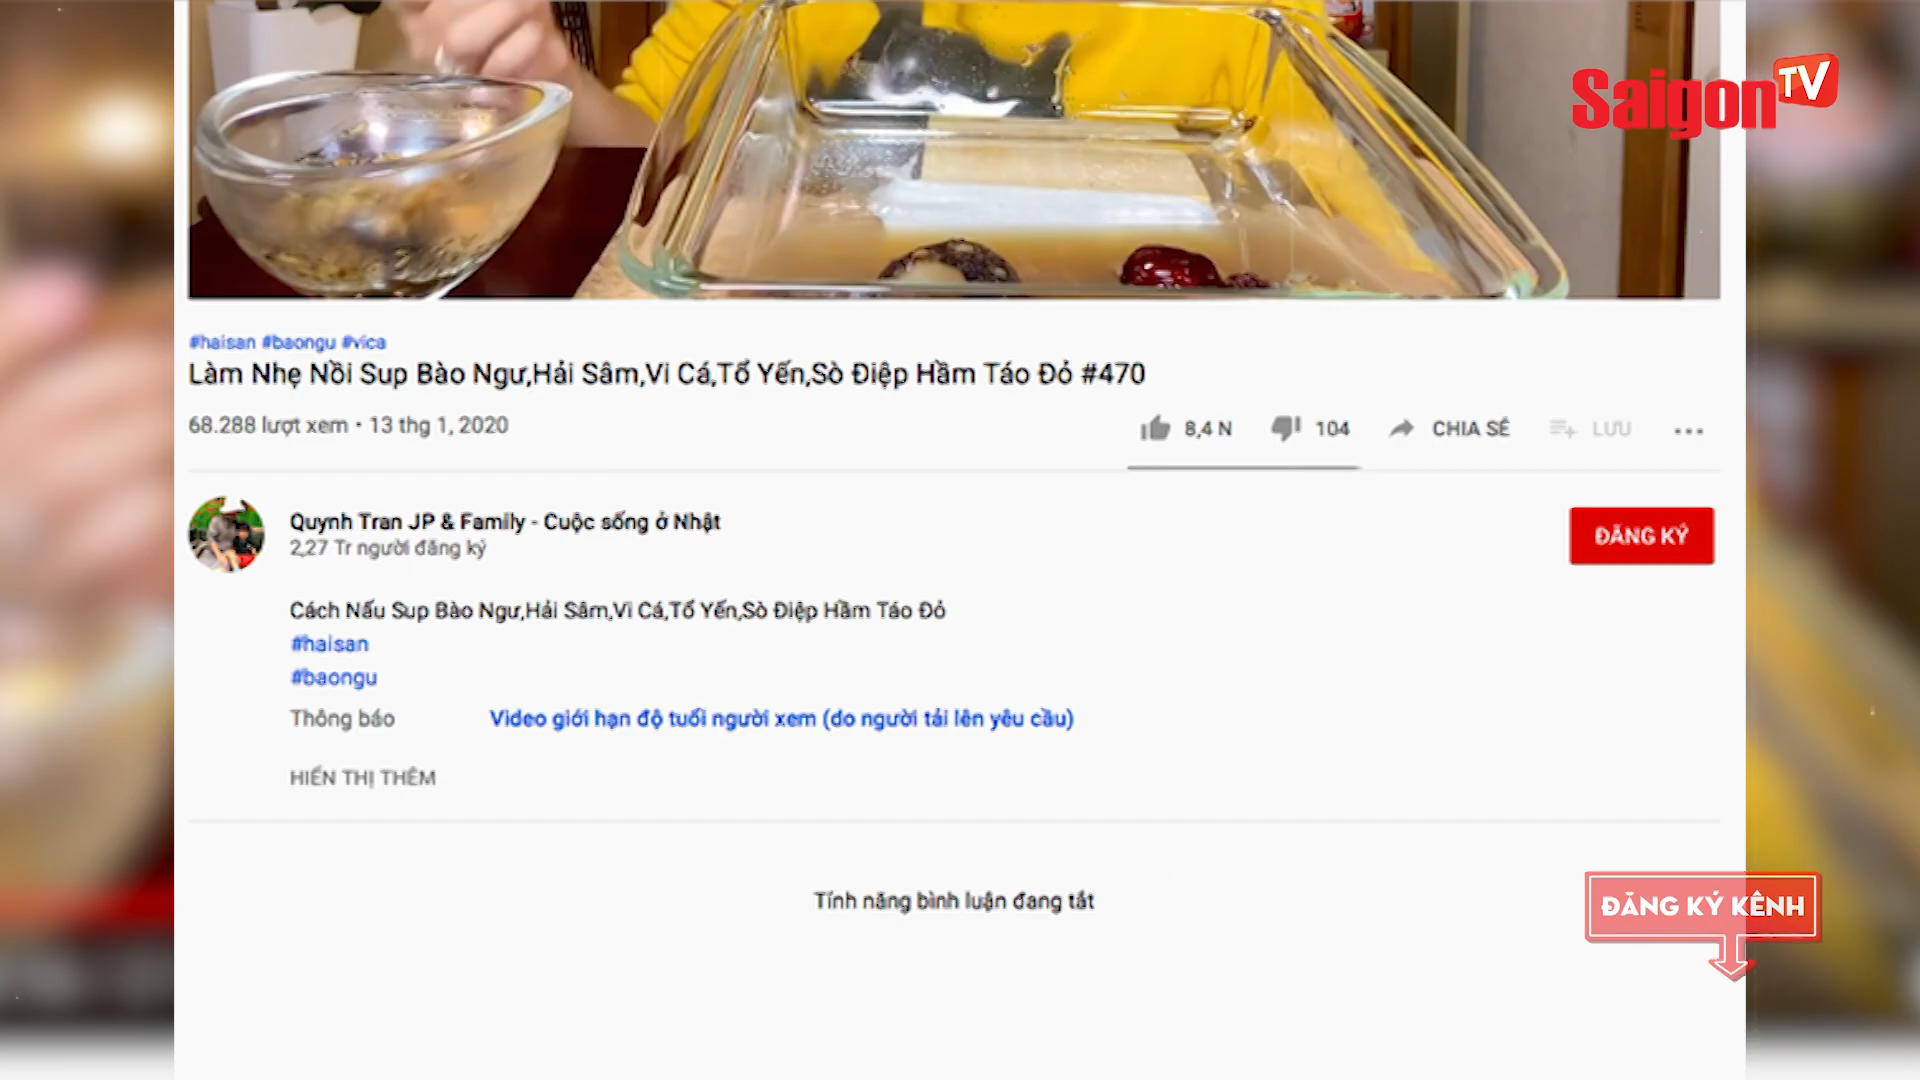 Saigon TV
#haisan #baongu #vica
Làm Nhẹ Nồi Sup Bào Ngư,Hải Sâm,Vi Cá,Tổ Yến,Sò Điệp Hầm Táo Đỏ #470
68.288 lượt xem • 13 thg 1, 2020
8,4 N 104 CHIA SẺ LƯU
Quynh Tran JP & Family - Cuộc sống ở Nhật
2,27 Tr người đăng ký
ĐĂNG KÝ
Cách Nấu Sup Bào Ngư,Hải Sâm,Vi Cá,Tổ Yến,Sò Điệp Hầm Táo Đỏ
#haisan
#baongu
Thông báo Video giới hạn độ tuổi người xem (do người tải lên yêu cầu)
HIỂN THỊ THÊM
Tính năng bình luận đang tắt
ĐĂNG KÝ KÊNH